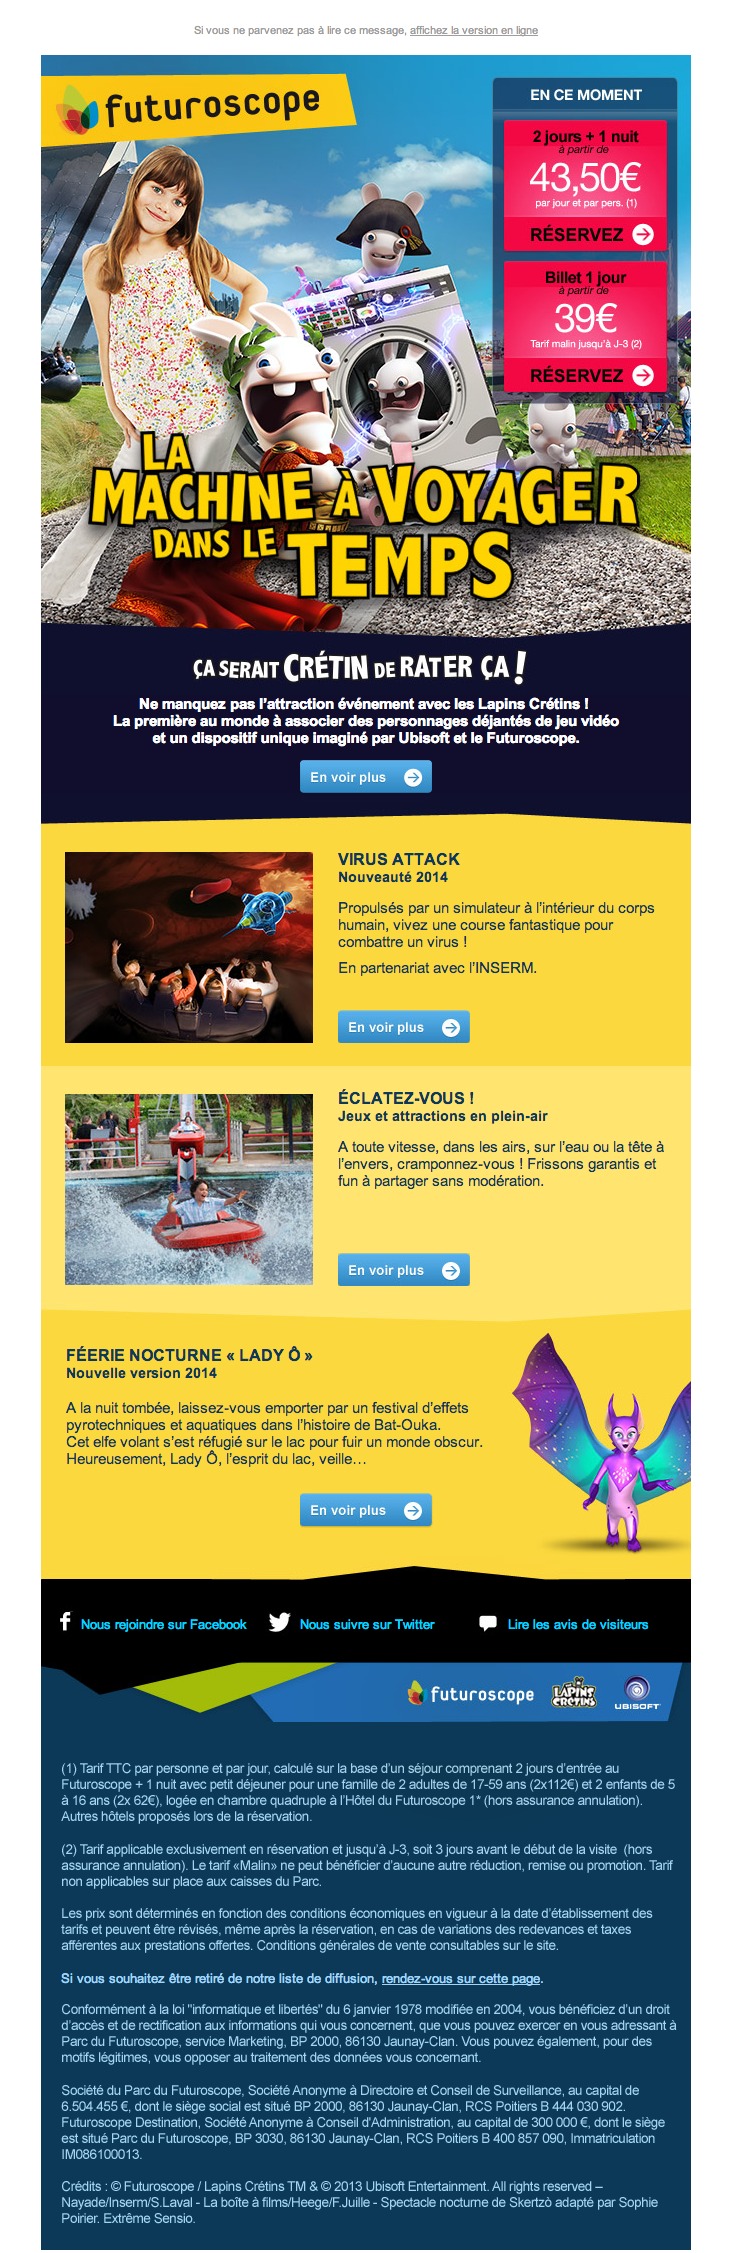 Si vous ne parvenez pas à lire ce message, affichez la version en ligne
futuroscope
EN CE MOMENT
2 jours + 1 nuit
à partir de
43,50€
par jour et par pers. (1)
RÉSERVEZ
Billet 1 jour
à partir de
39€
Tarif malin jusqu'à J-3 (2)
RÉSERVEZ
LA
MACHINE À VOYAGER
DANS LE TEMPS
ÇA SERAIT CRÉTIN DE RATER ÇA !
Ne manquez pas l'attraction événement avec les Lapins Crétins !
La première au monde à associer des personnages déjantés de jeu vidéo
et un dispositif unique imaginé par Ubisoft et le Futuroscope.
En voir plus
VIRUS ATTACK
Nouveauté 2014
Propulsés par un simulateur à l'intérieur du corps
humain, vivez une course fantastique pour
combattre un virus !
En partenariat avec l'INSERM.
En voir plus
ÉCLATEZ-VOUS !
Jeux et attractions en plein-air
A toute vitesse, dans les airs, sur l'eau ou la tête à
l'envers, cramponnez-vous ! Frissons garantis et
fun à partager sans modération.
En voir plus
FÉERIE NOCTURNE « LADY Ô »
Nouvelle version 2014
A la nuit tombée, laissez-vous emporter par un festival d'effets
pyrotechniques et aquatiques dans l'histoire de Bat-Ouka.
Cet elfe volant s'est réfugié sur le lac pour fuir un monde obscur.
Heureusement, Lady Ô, l'esprit du lac, veille…
En voir plus
Nous rejoindre sur Facebook
Nous suivre sur Twitter
Lire les avis de visiteurs
futuroscope
LAPINS CRÉTINS
UBISOFT
(1) Tarif TTC par personne et par jour, calculé sur la base d'un séjour comprenant 2 jours d'entrée au
Futuroscope + 1 nuit avec petit déjeuner pour une famille de 2 adultes de 17-59 ans (2x112€) et 2 enfants de 5
à 16 ans (2x 62€), logée en chambre quadruple à l'Hôtel du Futuroscope 1* (hors assurance annulation).
Autres hôtels proposés lors de la réservation.
(2) Tarif applicable exclusivement en réservation et jusqu'à J-3, soit 3 jours avant le début de la visite (hors
assurance annulation). Le tarif «Malin» ne peut bénéficier d'aucune autre réduction, remise ou promotion. Tarif
non applicables sur place aux caisses du Parc.
Les prix sont déterminés en fonction des conditions économiques en vigueur à la date d'établissement des
tarifs et peuvent être révisés, même après la réservation, en cas de variations des redevances et taxes
afférentes aux prestations offertes. Conditions générales de vente consultables sur le site.
Si vous souhaitez être retiré de notre liste de diffusion, rendez-vous sur cette page.
Conformément à la loi "informatique et libertés" du 6 janvier 1978 modifiée en 2004, vous bénéficiez d'un droit
d'accès et de rectification aux informations qui vous concernent, que vous pouvez exercer en vous adressant à
Parc du Futuroscope, service Marketing, BP 2000, 86130 Jaunay-Clan. Vous pouvez également, pour des
motifs légitimes, vous opposer au traitement des données vous concernant.
Société du Parc du Futuroscope, Société Anonyme à Directoire et Conseil de Surveillance, au capital de
6.504.455 €, dont le siège social est situé BP 2000, 86130 Jaunay-Clan, RCS Poitiers B 444 030 902.
Futuroscope Destination, Société Anonyme à Conseil d'Administration, au capital de 300 000 €, dont le siège
est situé Parc du Futuroscope, BP 3030, 86130 Jaunay-Clan, RCS Poitiers B 400 857 090, Immatriculation
IM086100013.
Crédits : © Futuroscope / Lapins Crétins TM & © 2013 Ubisoft Entertainment. All rights reserved –
Nayade/Inserm/S.Laval - La boîte à films/Heege/F.Juille - Spectacle nocturne de Skertzò adapté par Sophie
Poirier. Extrême Sensio.